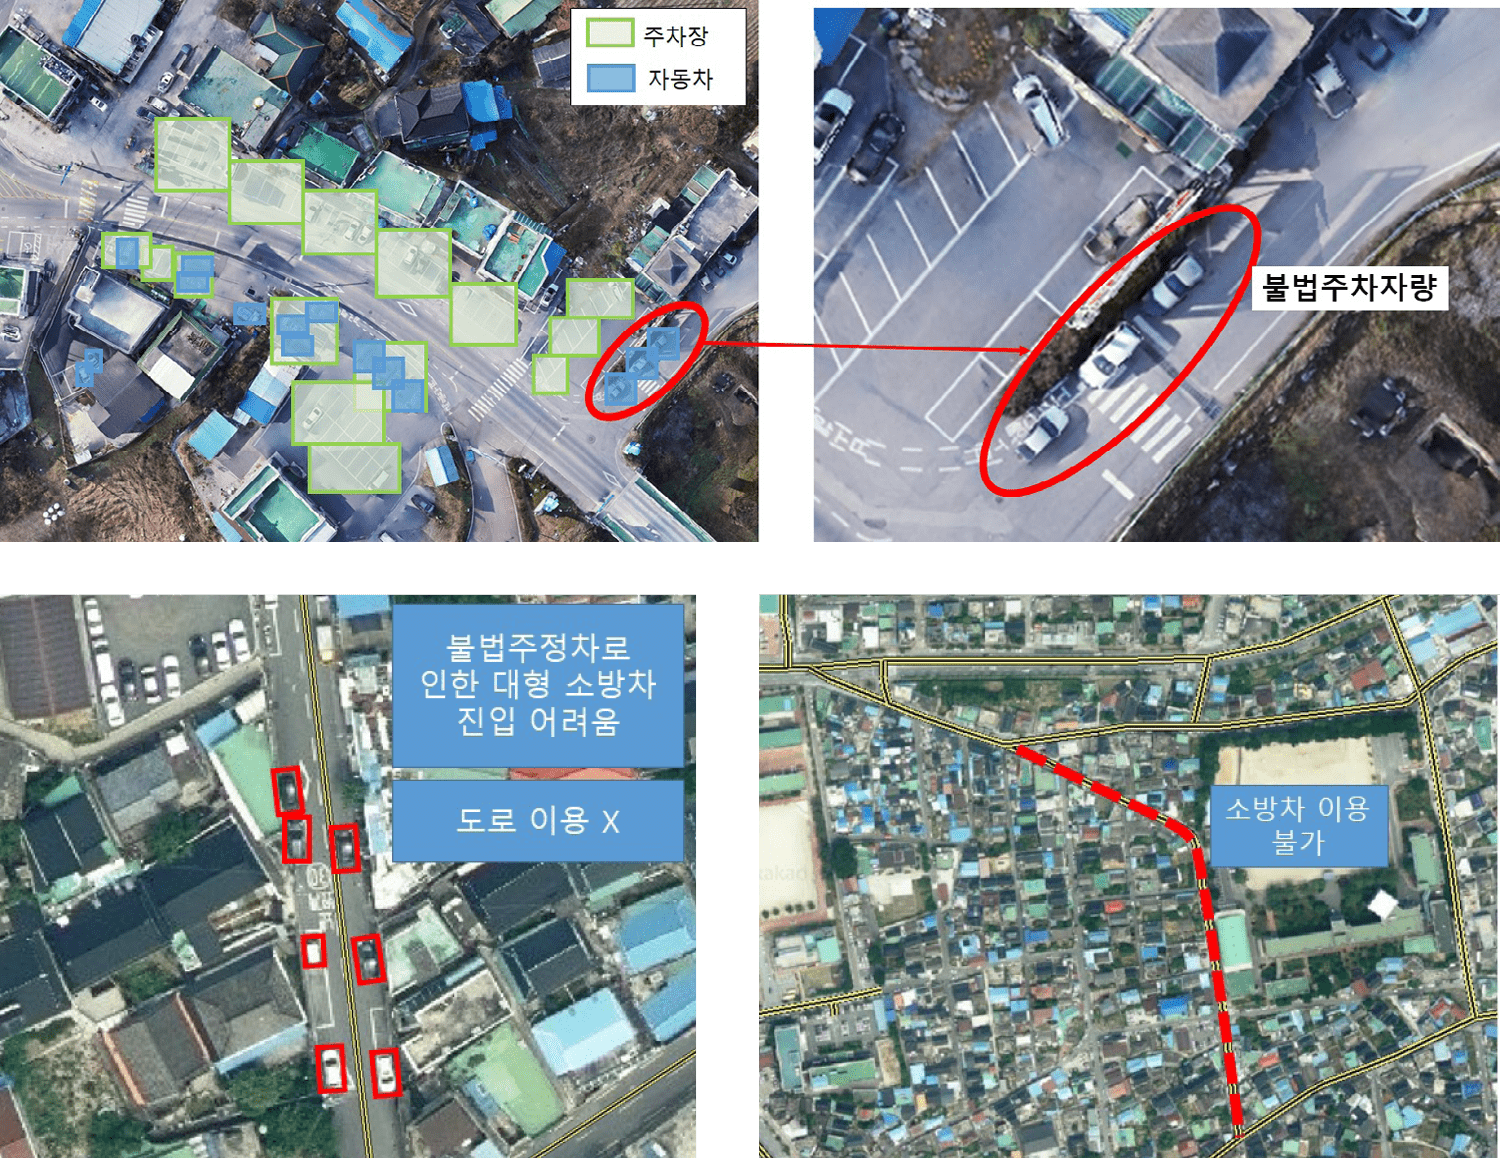 주차장
자동차
불법주차자량
불법주정차로
인한 대형 소방차
진입 어려움
도로 이용 X
소방차 이용
불가